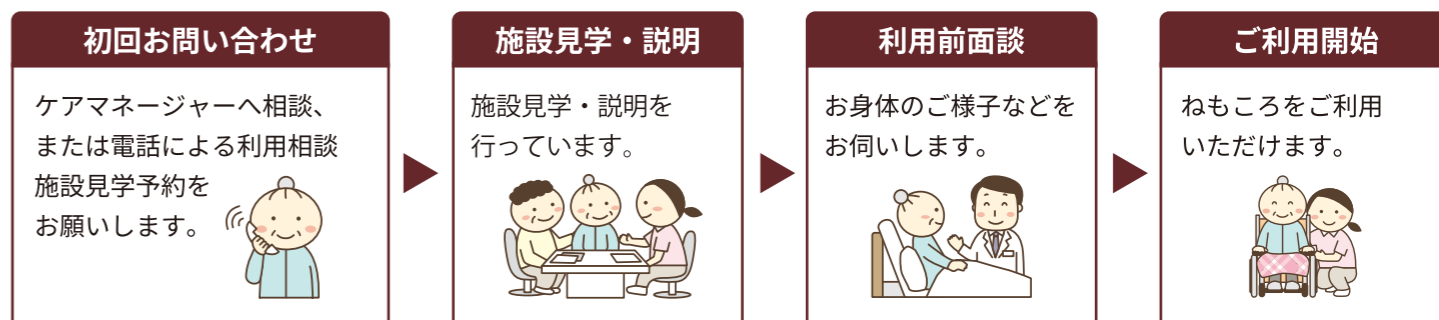 初回お問い合わせ
ケアマネージャーへ相談、
または電話による利用相談
施設見学予約を
お願いします。
施設見学・説明
施設見学・説明を
行っています。
利用前面談
お身体のご様子などを
お伺いします。
ご利用開始
ねもころをご利用
いただけます。